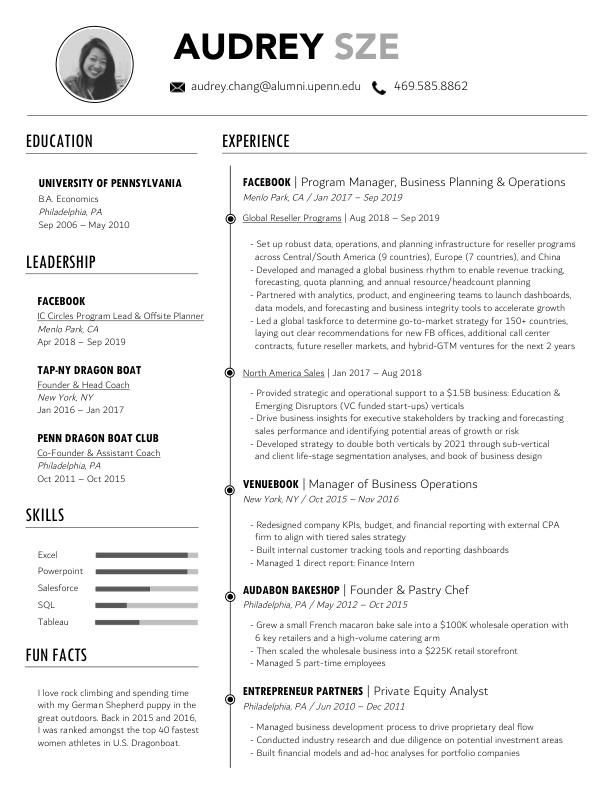 AUDREY SZE
audrey.chang@alumni.upenn.edu 469.585.8862
EDUCATION
UNIVERSITY OF PENNSYLVANIA
B.A. Economics
Philadelphia, PA
Sep 2006 – May 2010
LEADERSHIP
FACEBOOK
IC Circles Program Lead & Offsite Planner
Menlo Park, CA
Apr 2018 – Sep 2019
TAP-NY DRAGON BOAT
Founder & Head Coach
New York, NY
Jan 2016 – Jan 2017
PENN DRAGON BOAT CLUB
Co-Founder & Assistant Coach
Philadelphia, PA
Oct 2011 – Oct 2015
SKILLS
Excel
Powerpoint
Salesforce
SQL
Tableau
FUN FACTS
I love rock climbing and spending time
with my German Shepherd puppy in the
great outdoors. Back in 2015 and 2016,
I was ranked amongst the top 40 fastest
women athletes in U.S. Dragonboat.
EXPERIENCE
FACEBOOK | Program Manager, Business Planning & Operations
Menlo Park, CA / Jan 2017 – Sep 2019
Global Reseller Programs | Aug 2018 – Sep 2019
- Set up robust data, operations, and planning infrastructure for reseller programs
across Central/South America (9 countries), Europe (7 countries), and China
- Developed and managed a global business rhythm to enable revenue tracking,
forecasting, quota planning, and annual resource/headcount planning
- Partnered with analytics, product, and engineering teams to launch dashboards,
data models, and forecasting and business integrity tools to accelerate growth
- Led a global taskforce to determine go-to-market strategy for 150+ countries,
laying out clear recommendations for new FB offices, additional call center
contracts, future reseller markets, and hybrid-GTM ventures for the next 2 years
North America Sales | Jan 2017 – Aug 2018
- Provided strategic and operational support to a $1.5B business: Education &
Emerging Disruptors (VC funded start-ups) verticals
- Drive business insights for executive stakeholders by tracking and forecasting
sales performance and identifying potential areas of growth or risk
- Developed strategy to double both verticals by 2021 through sub-vertical
and client life-stage segmentation analyses, and book of business design
VENUEBOOK | Manager of Business Operations
New York, NY / Oct 2015 – Nov 2016
- Redesigned company KPIs, budget, and financial reporting with external CPA
firm to align with tiered sales strategy
- Built internal customer tracking tools and reporting dashboards
- Managed 1 direct report: Finance Intern
AUDABON BAKESHOP | Founder & Pastry Chef
Philadelphia, PA / May 2012 – Oct 2015
- Grew a small French macaron bake sale into a $100K wholesale operation with
6 key retailers and a high-volume catering arm
- Then scaled the wholesale business into a $225K retail storefront
- Managed 5 part-time employees
ENTREPRENEUR PARTNERS | Private Equity Analyst
Philadelphia, PA / Jun 2010 – Dec 2011
- Managed business development process to drive proprietary deal flow
- Conducted industry research and due diligence on potential investment areas
- Built financial models and ad-hoc analyses for portfolio companies